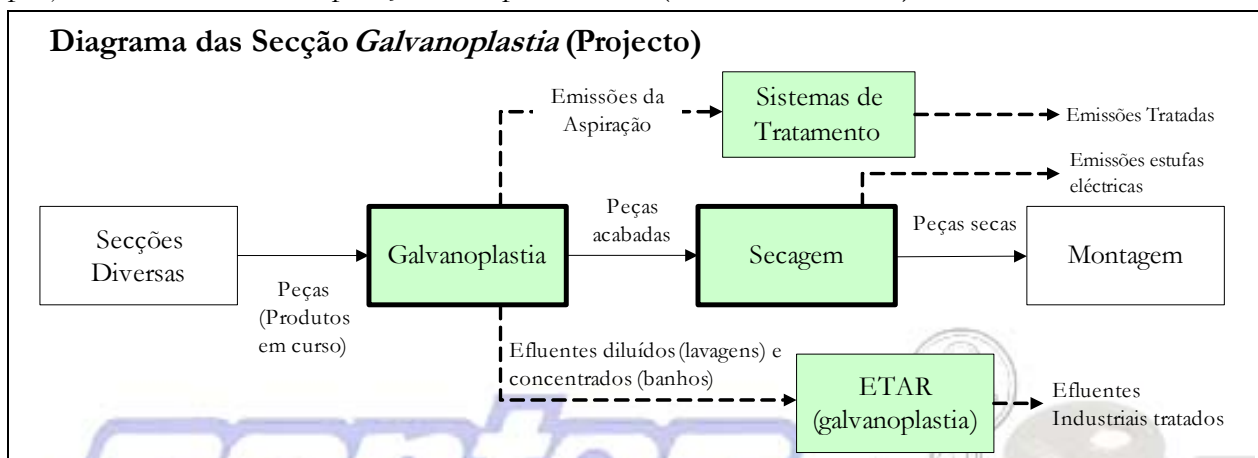 Diagrama das Secção Galvanoplastia (Projecto)
Emissões da
Aspiração
Sistemas de
Tratamento
Emissões Tratadas
Emissões estufas
eléctricas
Secções
Diversas
Peças
(Produtos
em curso)
Galvanoplastia
Peças
acabadas
Secagem
Peças secas
Montagem
Efluentes diluídos (lavagens) e
concentrados (banhos)
ETAR
(galvanoplastia)
Efluentes
Industriais tratados